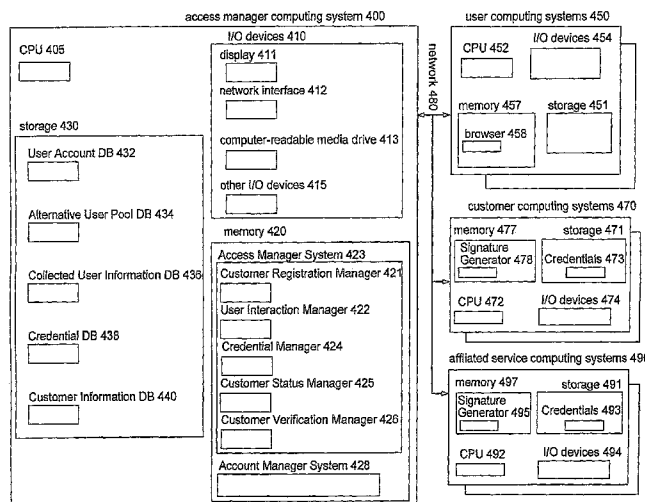 access manager computing system 400
CPU 405
I/O devices 410
display 411
network interface 412
computer-readable media drive 413
other I/O devices 415
storage 430
User Account DB 432
Alternative User Pool DB 434
Collected User Information DB 436
Credential DB 438
Customer Information DB 440
memory 420
Access Manager System 423
Customer Registration Manager 421
User Interaction Manager 422
Credential Manager 424
Customer Status Manager 425
Customer Verification Manager 426
Account Manager System 428
network 480
user computing systems 450
CPU 452
I/O devices 454
memory 457
browser 458
storage 451
customer computing systems 470
memory 477
Signature
Generator 478
storage 471
Credentials 473
CPU 472
I/O devices 474
affiliated service computing systems 490
memory 497
Signature
Generator 495
storage 491
Credentials 493
CPU 492
I/O devices 494